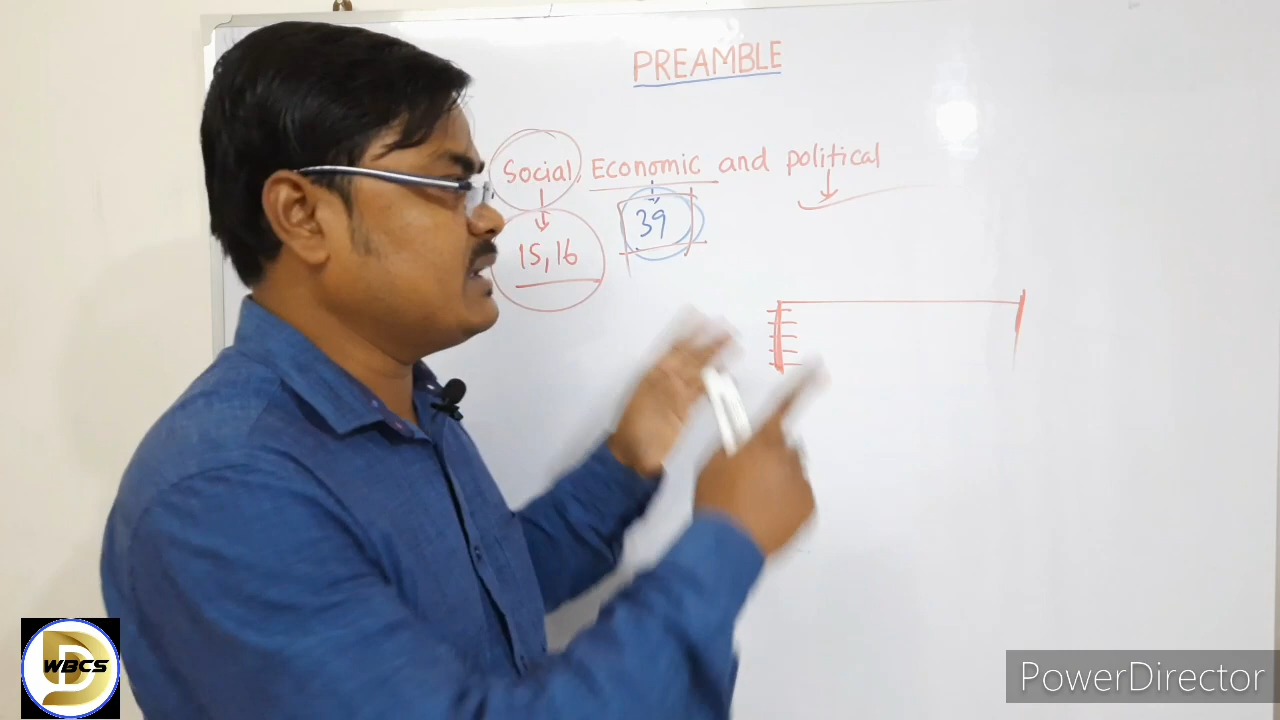 PREAMBLE
Social, Economic and political
39
15, 16
WBCS
PowerDirector